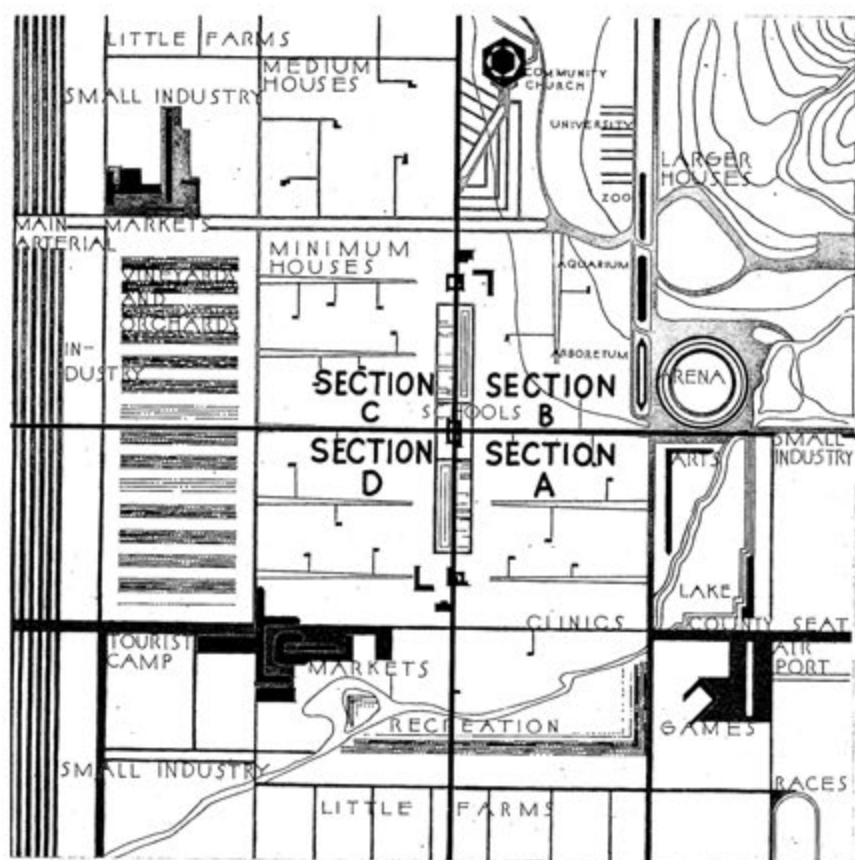 LITTLE FARMS
MEDIUM
HOUSES
SMALL INDUSTRY
COMMUNITY
CHURCH
UNIVERSITY
LARGER
HOUSES
ZOO
MAIN
ARTERIAL
MARKETS
MINIMUM
HOUSES
AQUARIUM
VINEYARDS
AND
ORCHARDS
IN-
DUSTRY
ARBORETUM
ARENA
SECTION
C
SCHOOLS
SECTION
B
SECTION
D
SECTION
A
ARTS
SMALL
INDUSTRY
LAKE
CLINICS
COUNTY SEAT
TOURIST
CAMP
MARKETS
AIR
PORT
RECREATION
GAMES
SMALL INDUSTRY
RACES
LITTLE FARMS